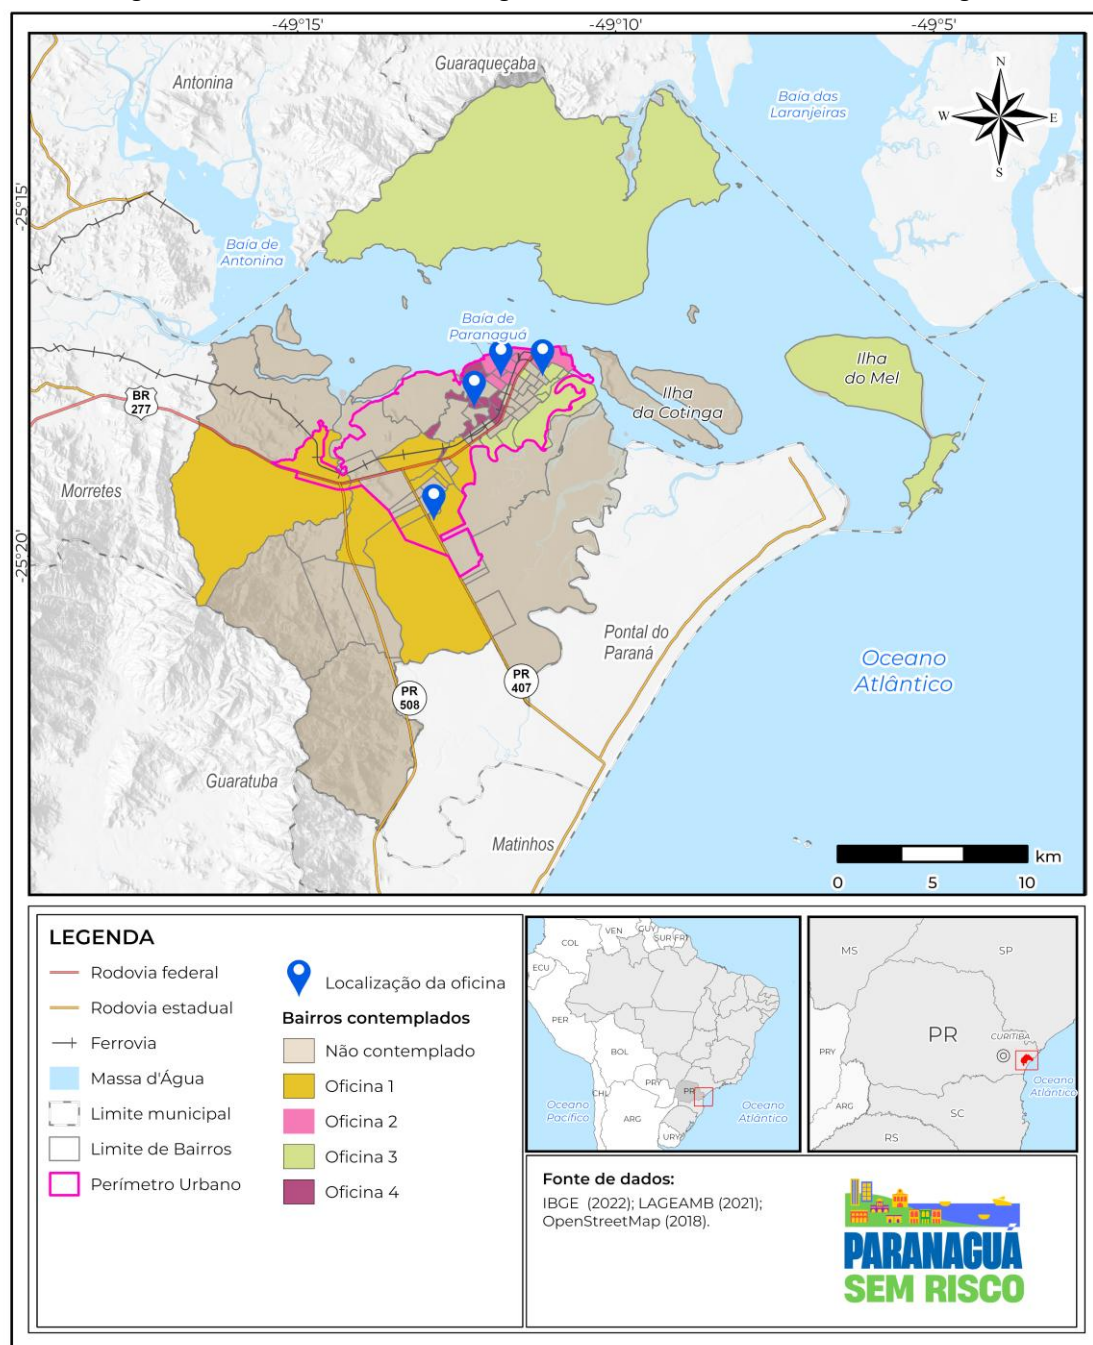 -49°15'
-49°10'
-49°5'
Guaraqueçaba
Antonina
Baía das
Laranjeiras
N
W
E
S
-25°15'
Baía de
Antonina
Baía de
Paranaguá
Ilha
do Mel
Ilha
da Cotinga
BR
277
Morretes
-25°20'
Pontal do
Paraná
Oceano
Atlântico
PR
407
PR
508
Guaratuba
Matinhos
km
0
5
10
LEGENDA
Rodovia federal
Rodovia estadual
Ferrovia
Massa d'Água
Limite municipal
Limite de Bairros
Perímetro Urbano
Localização da oficina
Bairros contemplados
Não contemplado
Oficina 1
Oficina 2
Oficina 3
Oficina 4
VEN
GUY
SUR
FRT
COL
ECU
PER
BOL
PRY
PR
CHL
ARG
URY
Oceano
Pacífico
Oceano
Atlântico
MS
SP
PR
CURITIBA
PRY
ARG
SC
RS
Oceano
Atlântico
Fonte de dados:
IBGE (2022); LAGEAMB (2021);
OpenStreetMap (2018).
PARANAGUÁ
SEM RISCO